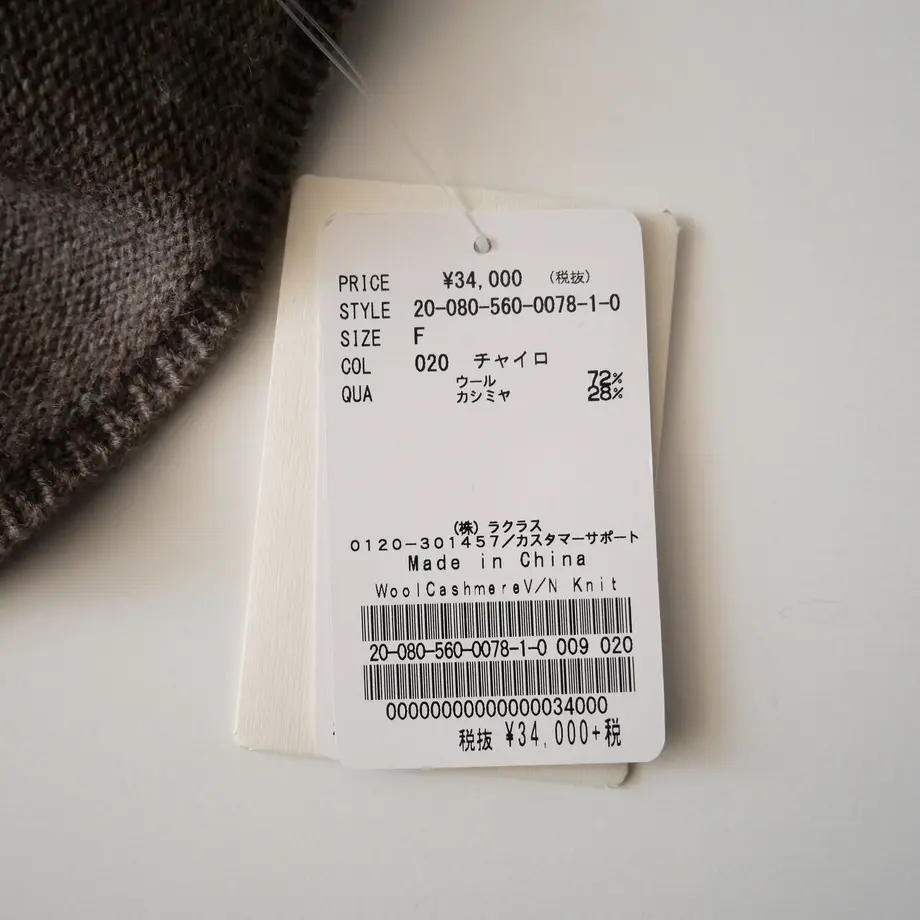 PRICE ¥34,000 (税抜)
STYLE 20-080-560-0078-1-0
SIZE F
COL 020 チャイロ
QUA ウール 72%
カシミヤ 28%
(株) ラクラス
0120-301457/カスタマーサポート
Made in China
WoolCashmereV/N Knit
20-080-560-0078-1-0 009 020
00000000000000034000
税抜 ¥34,000+税